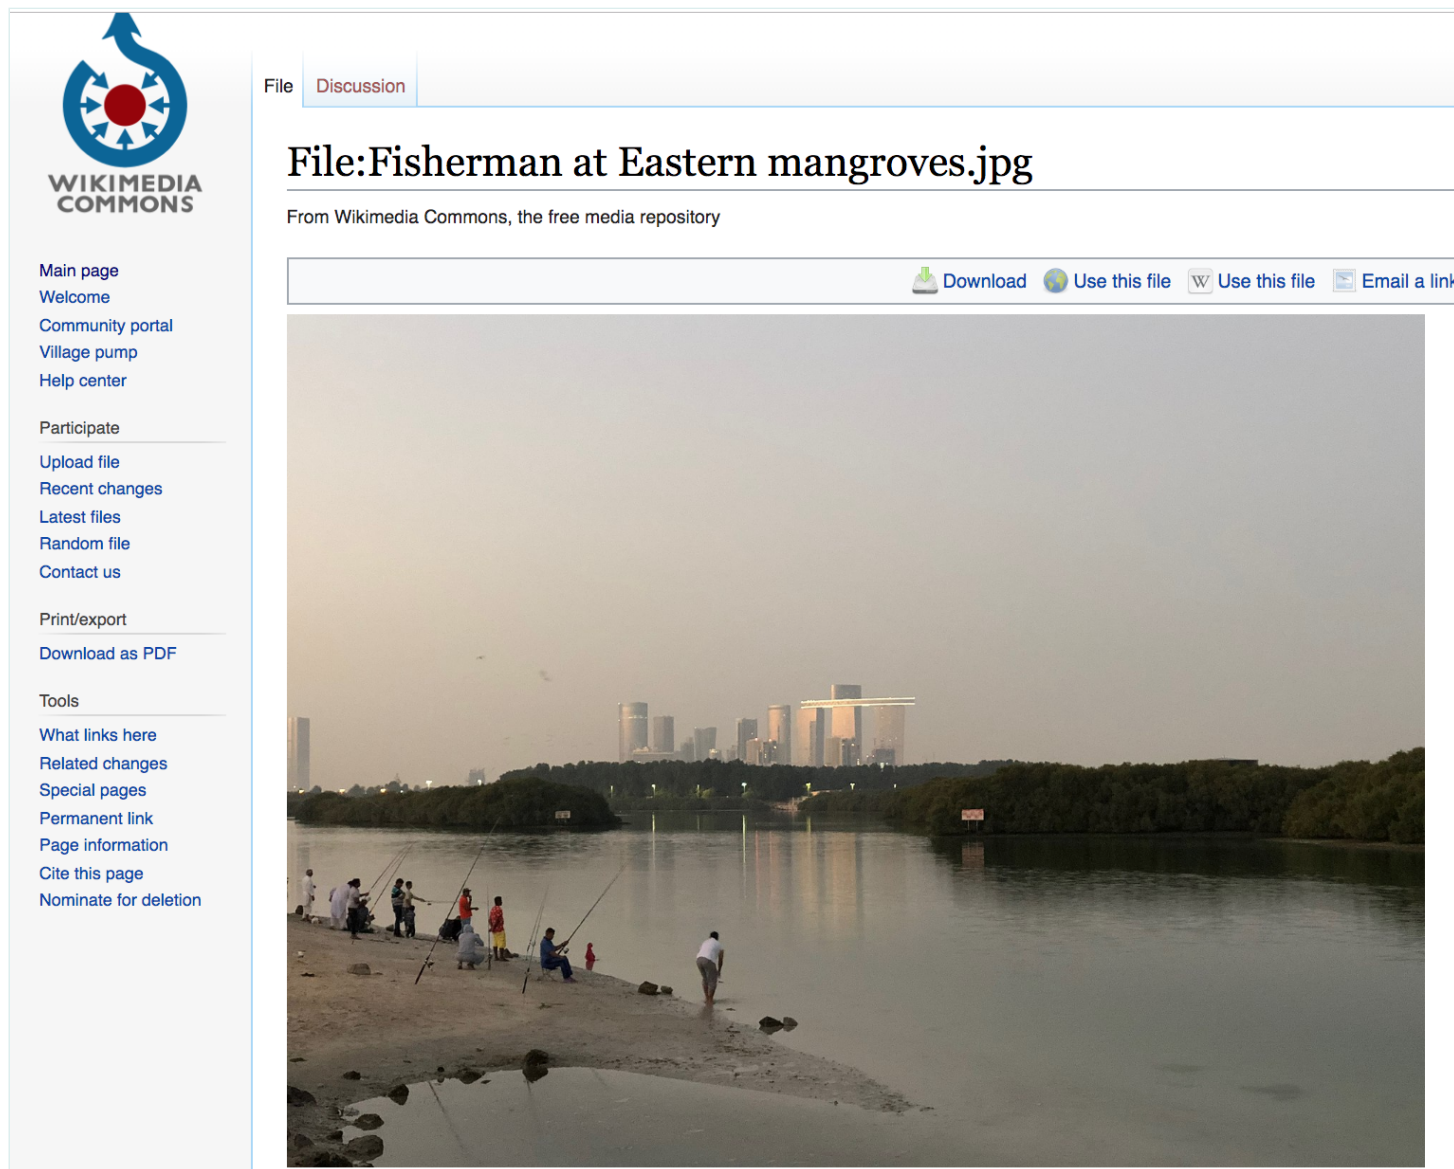 WIKIMEDIA
COMMONS
Main page
Welcome
Community portal
Village pump
Help center
Participate
Upload file
Recent changes
Latest files
Random file
Contact us
Print/export
Download as PDF
Tools
What links here
Related changes
Special pages
Permanent link
Page information
Cite this page
Nominate for deletion
File Discussion
File:Fisherman at Eastern mangroves.jpg
From Wikimedia Commons, the free media repository
Download Use this file W Use this file Email a link